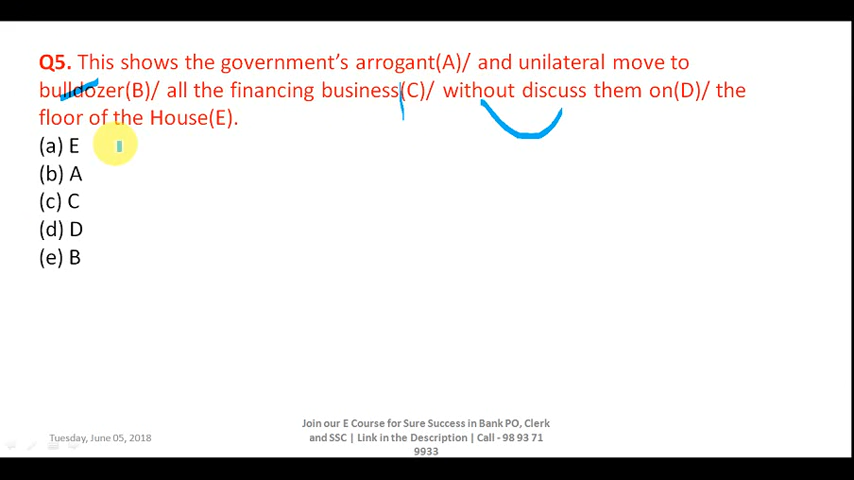 Q5. This shows the government’s arrogant(A)/ and unilateral move to
bulldozer(B)/ all the financing business(C)/ without discuss them on(D)/ the
floor of the House(E).
(a) E
(b) A
(c) C
(d) D
(e) B
Tuesday, June 05, 2018
Join our E Course for Sure Success in Bank PO, Clerk
and SSC | Link in the Description | Call - 98 93 71
9933